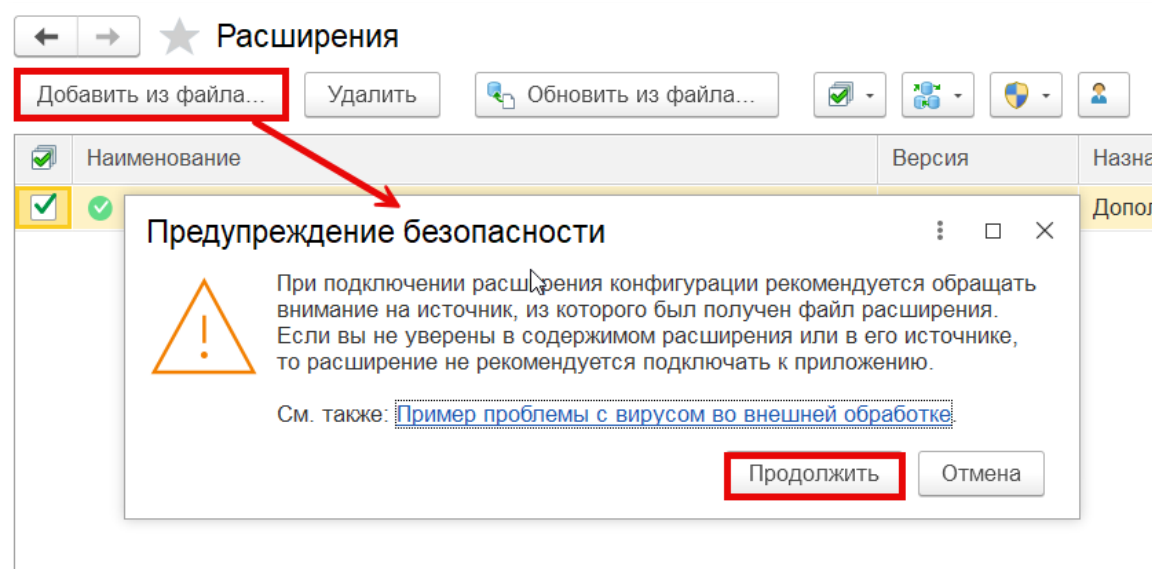 Расширения
Добавить из файла... Удалить Обновить из файла...
Наименование Версия
Предупреждение безопасности
При подключении расширения конфигурации рекомендуется обращать
внимание на источник, из которого был получен файл расширения.
Если вы не уверены в содержимом расширения или в его источнике,
то расширение не рекомендуется подключать к приложению.
См. также: Пример проблемы с вирусом во внешней обработке.
Продолжить Отмена